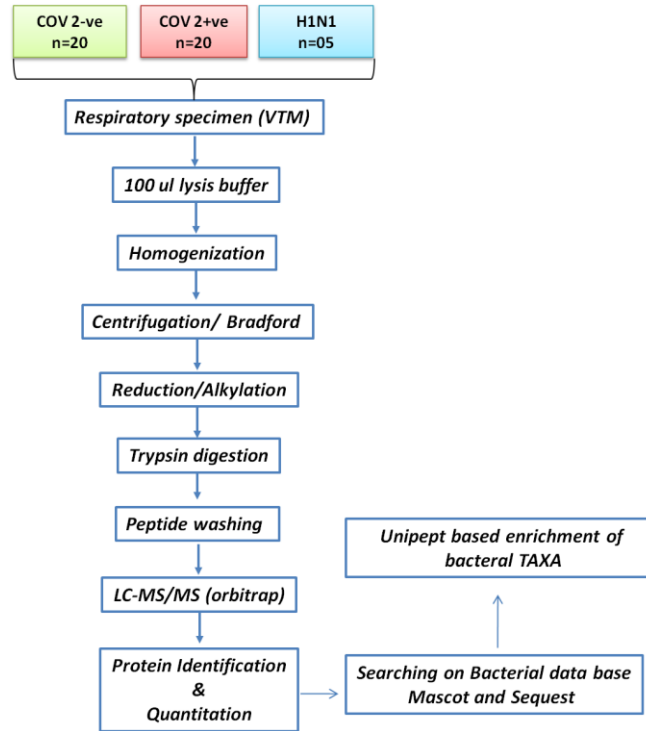 COV 2-ve
n=20
COV 2+ve
n=20
H1N1
n=05
Respiratory specimen (VTM)
100 ul lysis buffer
Homogenization
Centrifugation/ Bradford
Reduction/Alkylation
Trypsin digestion
Peptide washing
LC-MS/MS (orbitrap)
Protein Identification
&
Quantitation
Searching on Bacterial data base
Mascot and Sequest
Unipept based enrichment of
bacteral TAXA